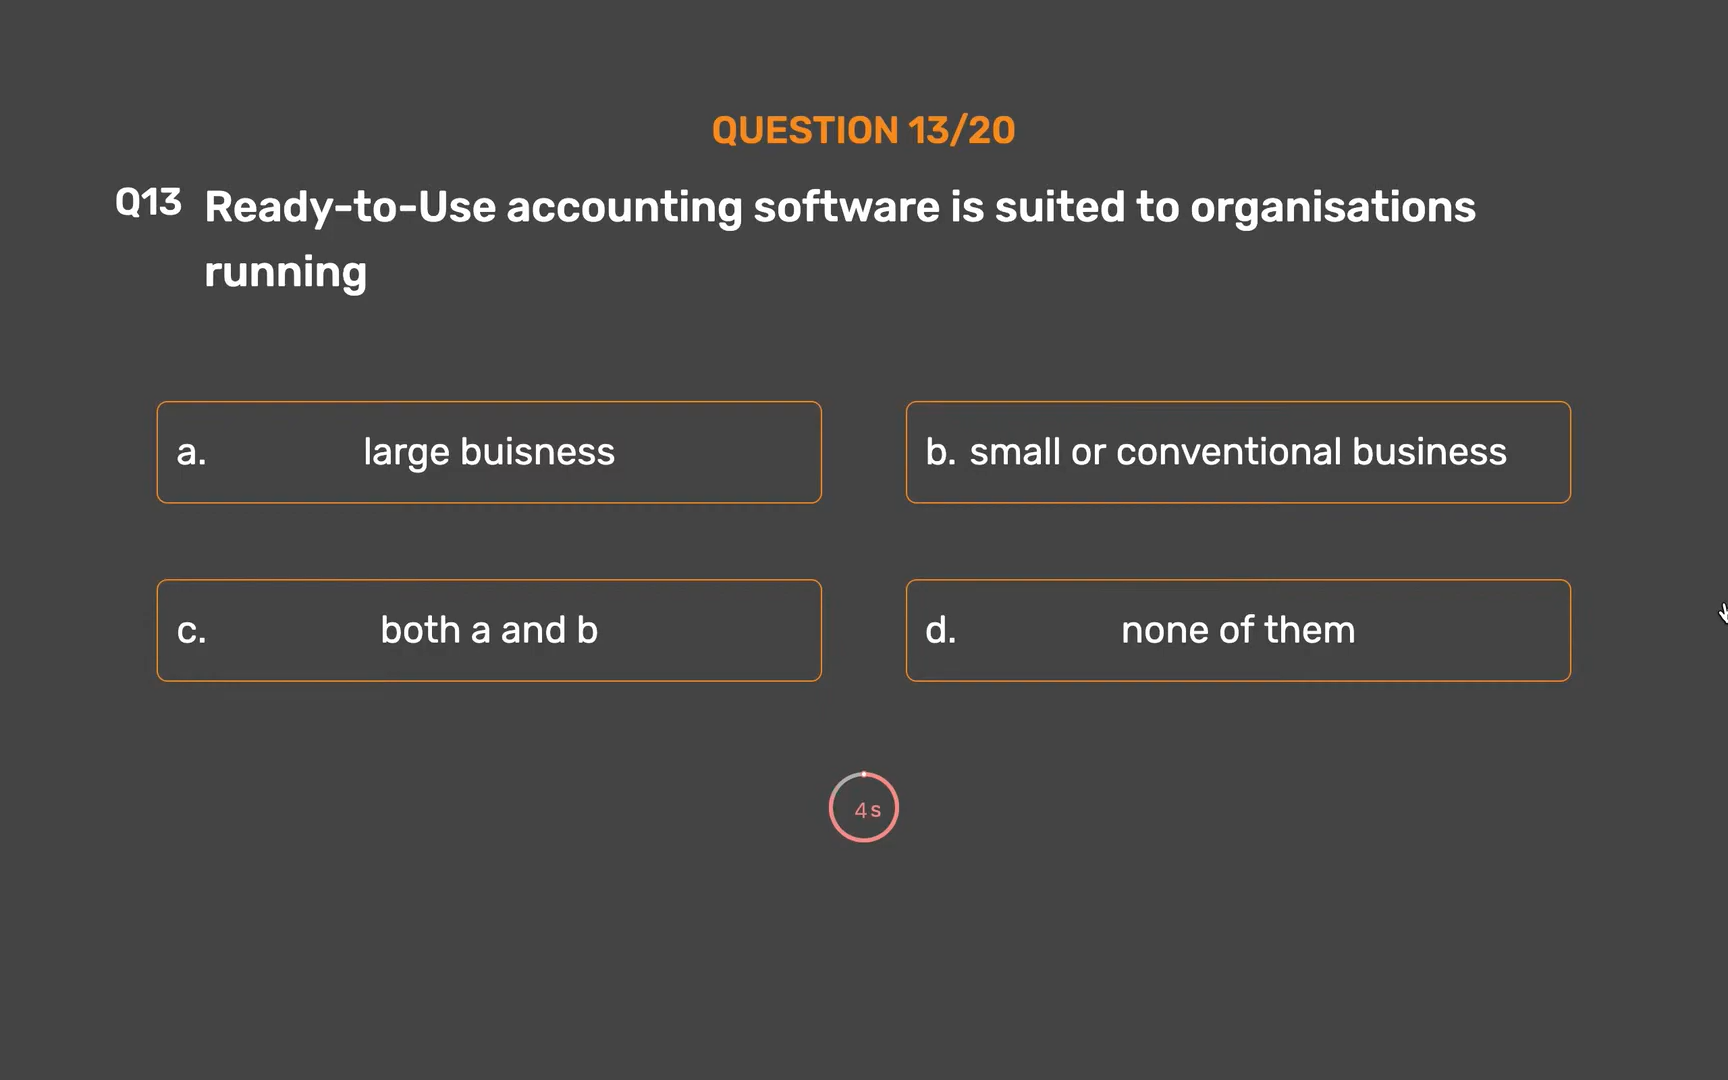 QUESTION 13/20
Q13 Ready-to-Use accounting software is suited to organisations
running
a. large buisness
b. small or conventional business
c. both a and b
d. none of them
4 s